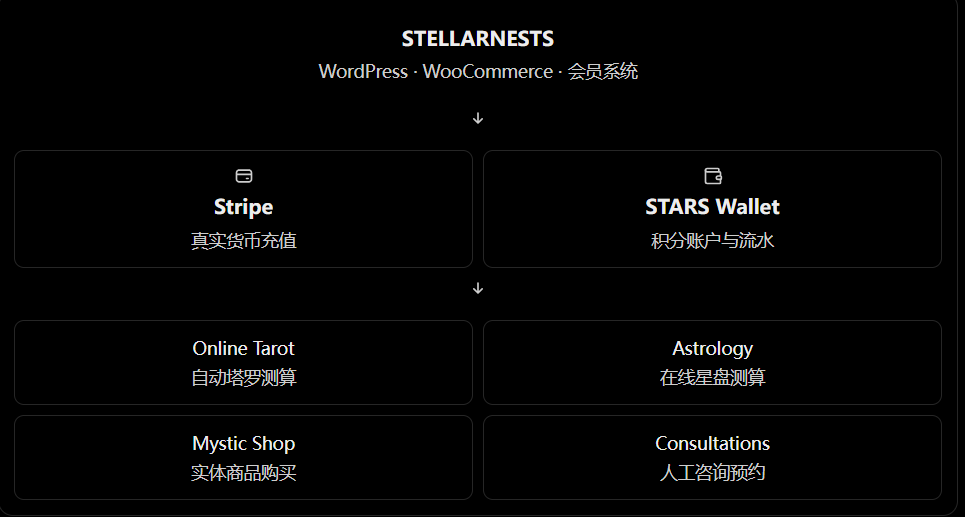 STELLARNESTS
WordPress · WooCommerce · 会员系统
↓
Stripe
真实货币充值
STARS Wallet
积分账户与流水
↓
Online Tarot
自动塔罗测算
Astrology
在线星盘测算
Mystic Shop
实体商品购买
Consultations
人工咨询预约